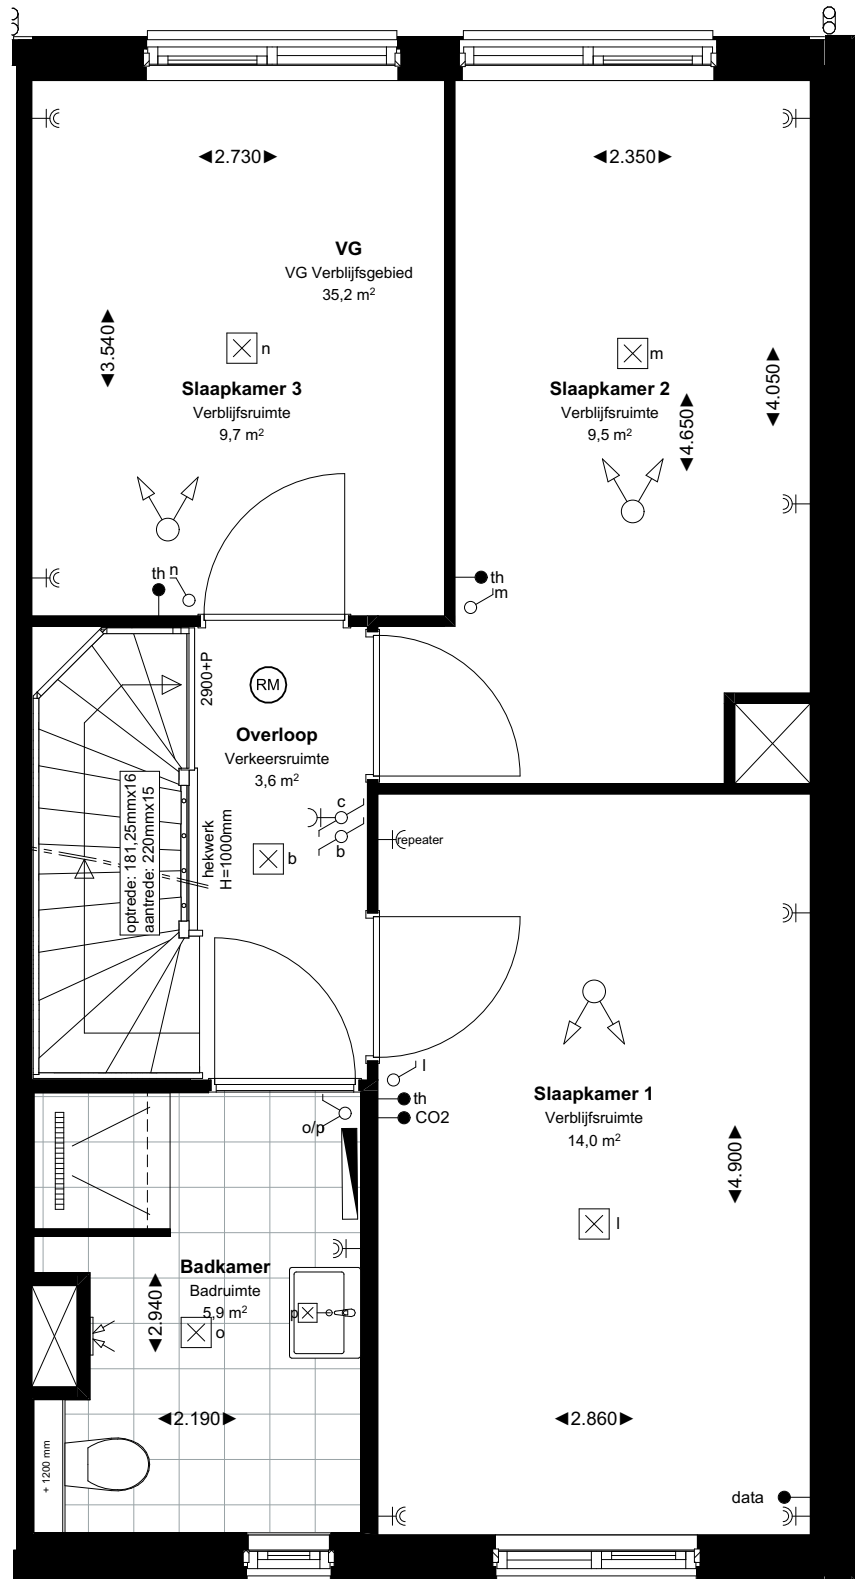 2.730
2.350
VG
VG Verblijfsgebied
35,2 m²
3.540
n
m
4.050
Slaapkamer 3
Verblijfsruimte
9,7 m²
Slaapkamer 2
Verblijfsruimte
9,5 m²
4.650
th
n
th
m
2900+P
RM
Overloop
Verkeersruimte
3,6 m²
optrede: 181,25mmx16
aantrede: 220mmx15
hekwerk
H=1000mm
c
b
b
repeater
l
th
CO2
o/p
Slaapkamer 1
Verblijfsruimte
14,0 m²
4.900
l
Badkamer
Badruimte
5,9 m²
2.940
o
p
2.190
2.860
+ 1200 mm
data